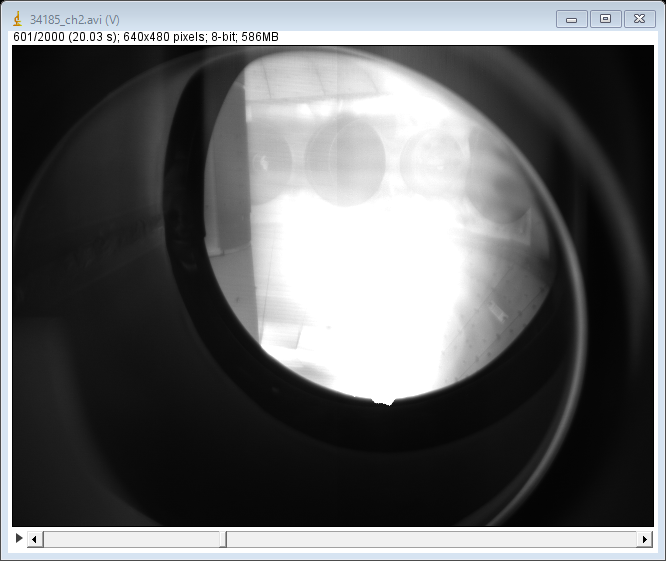 34185_ch2.avi (V)
601/2000 (20.03 s); 640x480 pixels; 8-bit; 586MB